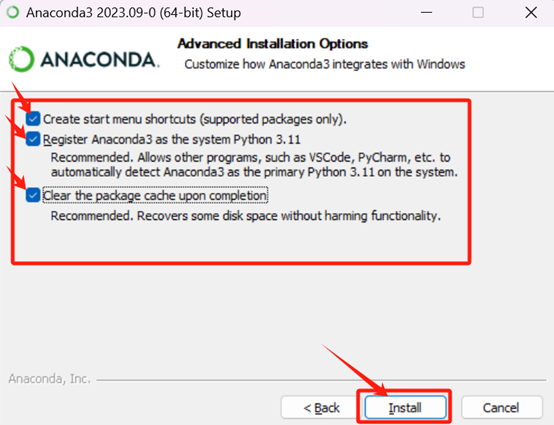 Anaconda3 2023.09-0 (64-bit) Setup
ANACONDA.
Advanced Installation Options
Customize how Anaconda3 integrates with Windows
Create start menu shortcuts (supported packages only).
Register Anaconda3 as the system Python 3.11
Recommended. Allows other programs, such as VSCode, PyCharm, etc. to
automatically detect Anaconda3 as the primary Python 3.11 on the system.
Clear the package cache upon completion
Recommended. Recovers some disk space without harming functionality.
Anaconda, Inc.
< Back
Install
Cancel